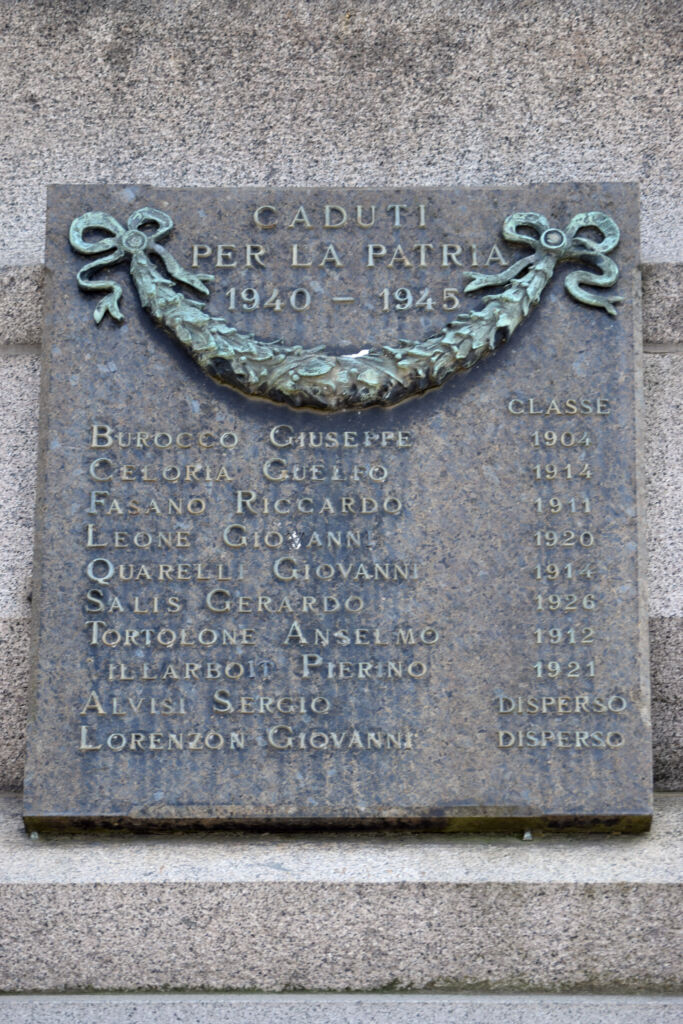 CADUTI
PER LA PATRIA
1940 – 1945
CLASSE
BUROCCO GIUSEPPE 1904
CELORIA GUELFO 1914
FASANO RICCARDO 1911
LEONE GIOVANNI 1920
QUARELLI GIOVANNI 1914
SALIS GERARDO 1926
TORTOLONE ANSELMO 1912
VILLARBOIT PIERINO 1921
ALVISI SERGIO DISPERSO
LORENZON GIOVANNI DISPERSO